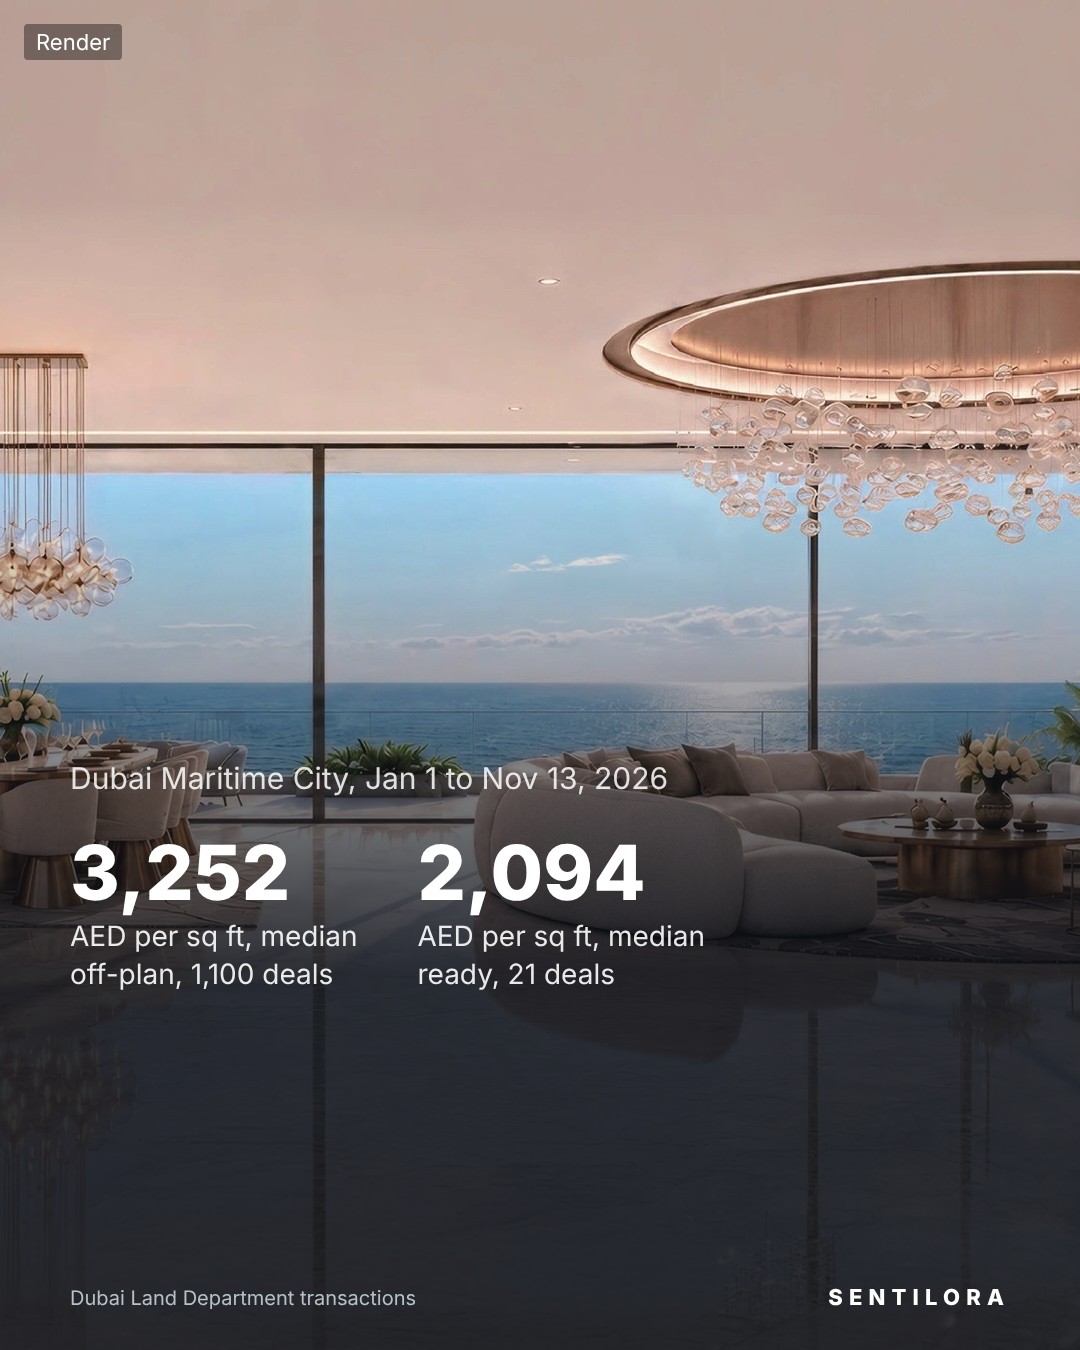 Render
Dubai Maritime City, Jan 1 to Nov 13, 2026
3,252
AED per sq ft, median
off-plan, 1,100 deals
2,094
AED per sq ft, median
ready, 21 deals
Dubai Land Department transactions
SENTILORA